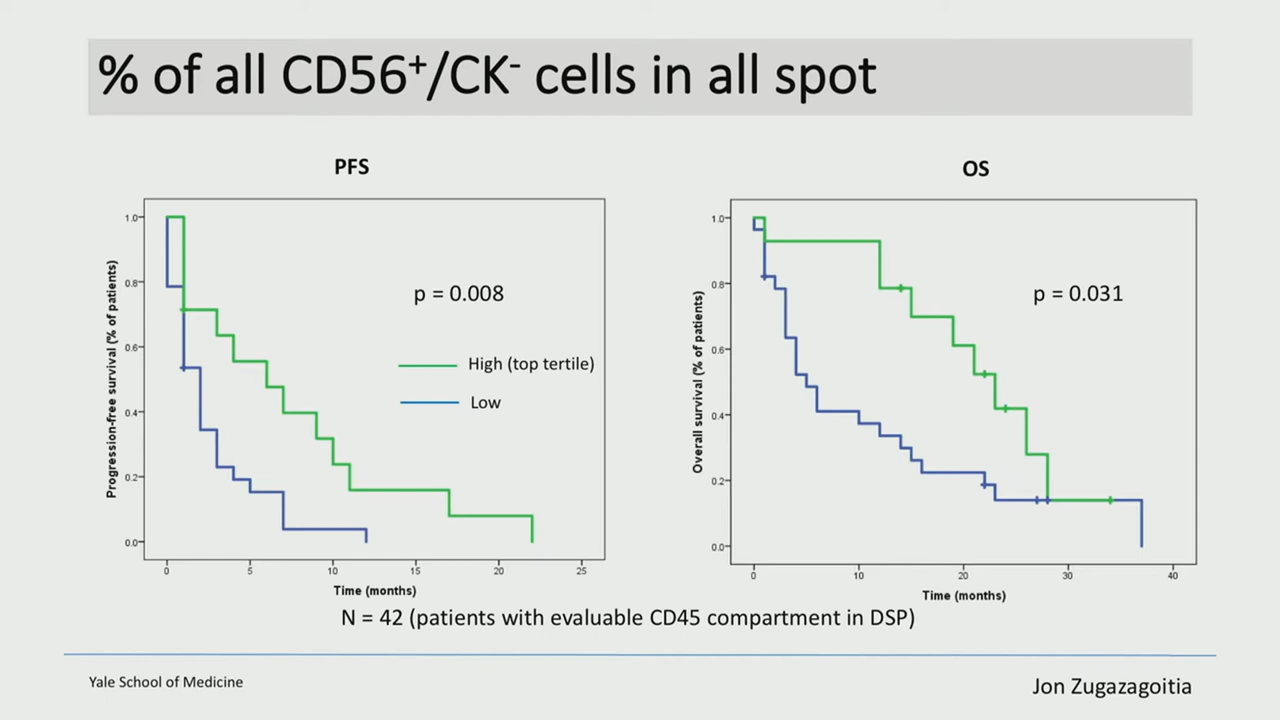 % of all CD56⁺/CK⁻ cells in all spot
PFS
Progression-free survival (% of patients)
1.0
0.8
0.6
0.4
0.2
0.0
p = 0.008
High (top tertile)
Low
0 5 10 15 20 25
Time (months)
OS
Overall survival (% of patients)
1.0
0.8
0.6
0.4
0.2
0.0
p = 0.031
0 10 20 30 40
Time (months)
N = 42 (patients with evaluable CD45 compartment in DSP)
Yale School of Medicine
Jon Zugazagoitia